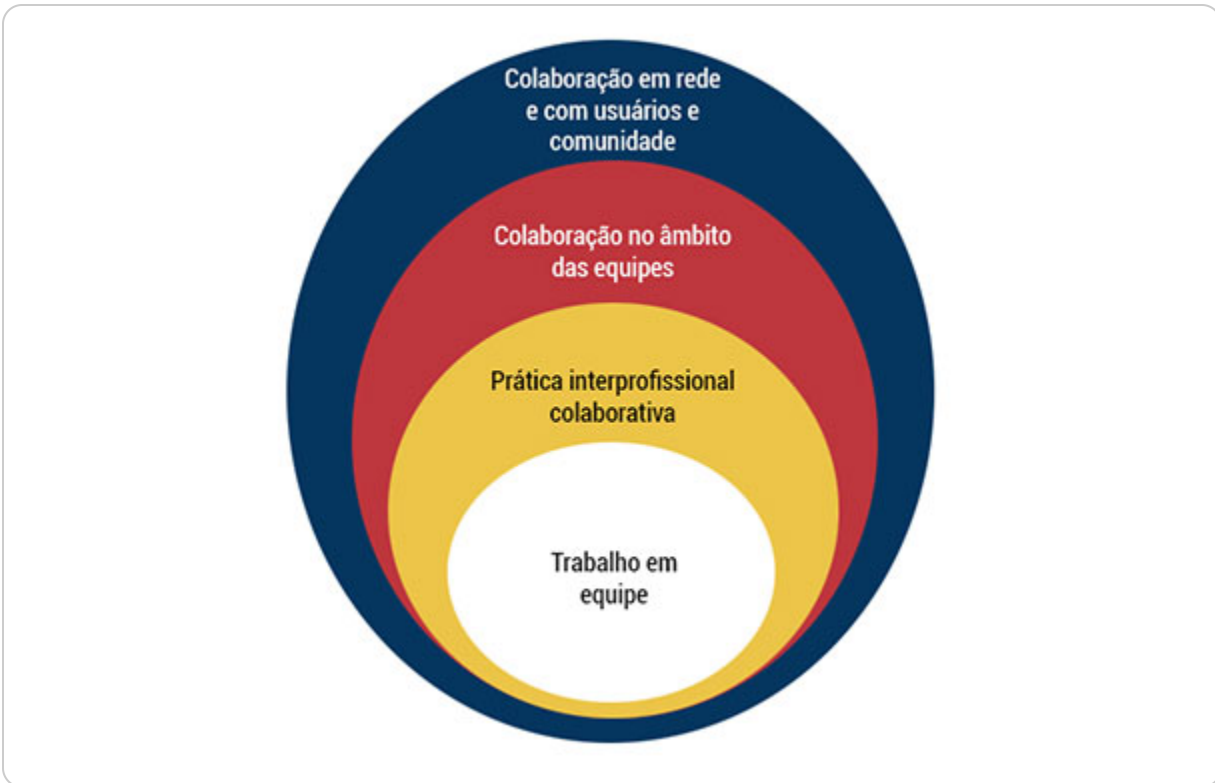 Colaboração em rede
e com usuários e
comunidade
Colaboração no âmbito
das equipes
Prática interprofissional
colaborativa
Trabalho em
equipe